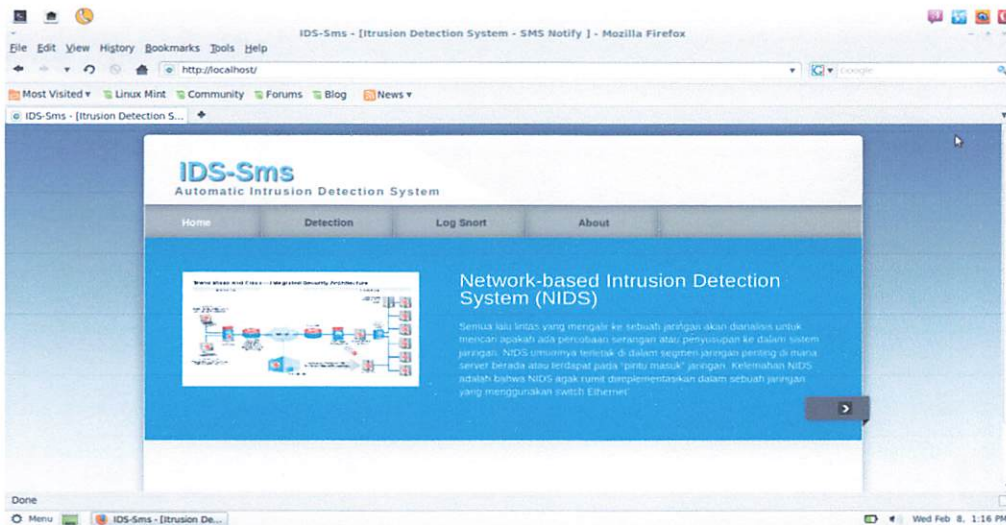 IDS-Sms - [Itrusion Detection System - SMS Notify ] - Mozilla Firefox
File Edit View History Bookmarks Tools Help
http://localhost/
Google
Most Visited Linux Mint Community Forums Blog News
IDS-Sms - [Itrusion Detection S...
IDS-Sms
Automatic Intrusion Detection System
Home Detection Log Snort About
Network-based Intrusion Detection
System (NIDS)
Semua lalu lintas yang mengalir ke sebuah jaringan akan dianalisis untuk
mencari apakah ada percobaan serangan atau penyusupan ke dalam sistem
jaringan. NIDS umumnya terletak di dalam segmen jaringan penting di mana
server berada atau terdapat pada "pintu masuk" jaringan. Kelemahan NIDS
adalah bahwa NIDS agak rumit diimplementasikan dalam sebuah jaringan
yang menggunakan switch Ethernet
Done
Menu IDS-Sms - [Itrusion De... Wed Feb 8, 1:16 PM